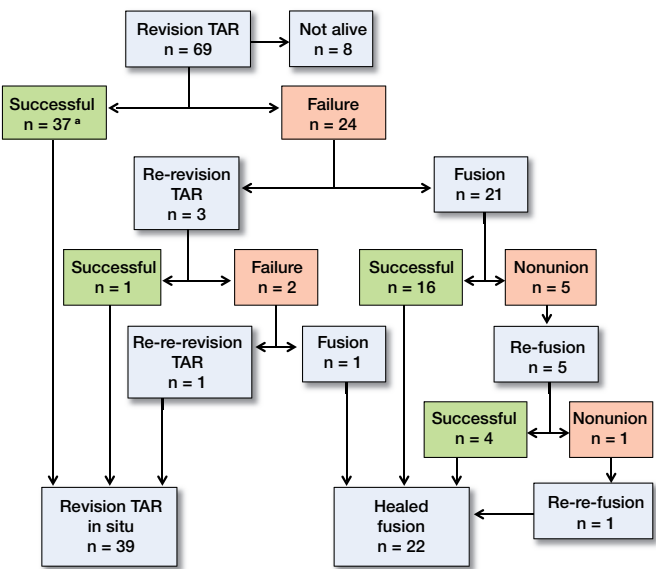 Revision TAR
n = 69
Not alive
n = 8
Successful
n = 37 a
Failure
n = 24
Re-revision
TAR
n = 3
Fusion
n = 21
Successful
n = 1
Failure
n = 2
Successful
n = 16
Nonunion
n = 5
Re-re-revision
TAR
n = 1
Fusion
n = 1
Re-fusion
n = 5
Successful
n = 4
Nonunion
n = 1
Revision TAR
in situ
n = 39
Healed
fusion
n = 22
Re-re-fusion
n = 1